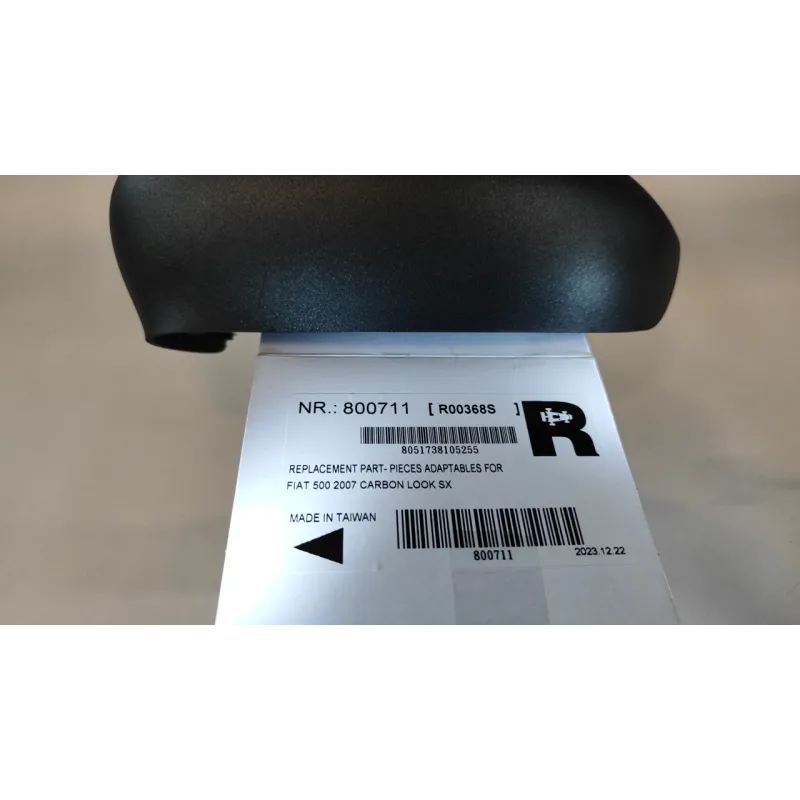 NR.: 800711 [ R00368S ]
R
8051738105255
REPLACEMENT PART- PIECES ADAPTABLES FOR
FIAT 500 2007 CARBON LOOK SX
MADE IN TAIWAN
800711
2023.12.22